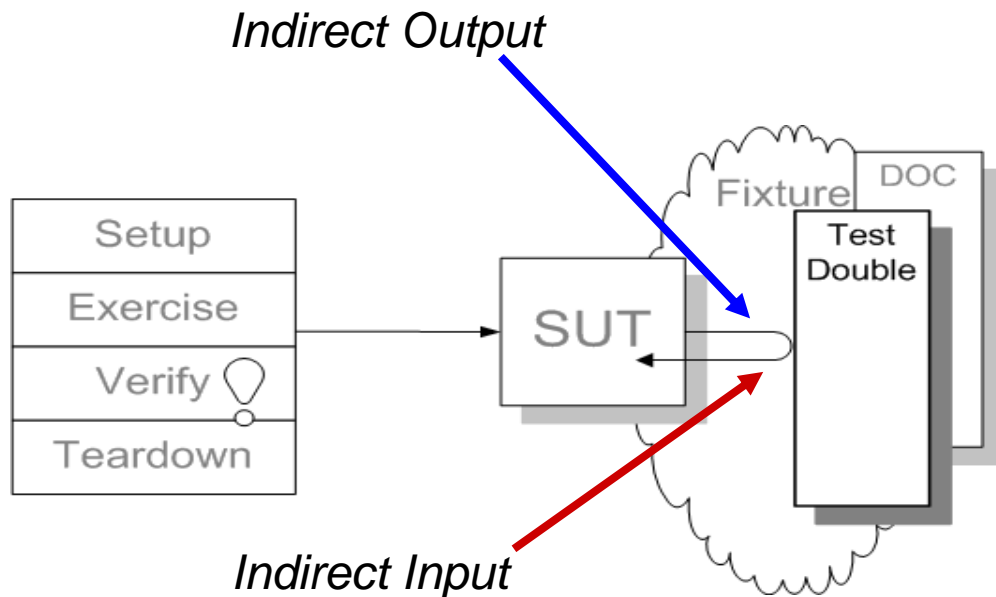 Indirect Output
Fixture
DOC
Setup
Exercise
Verify
Teardown
SUT
Test
Double
Indirect Input